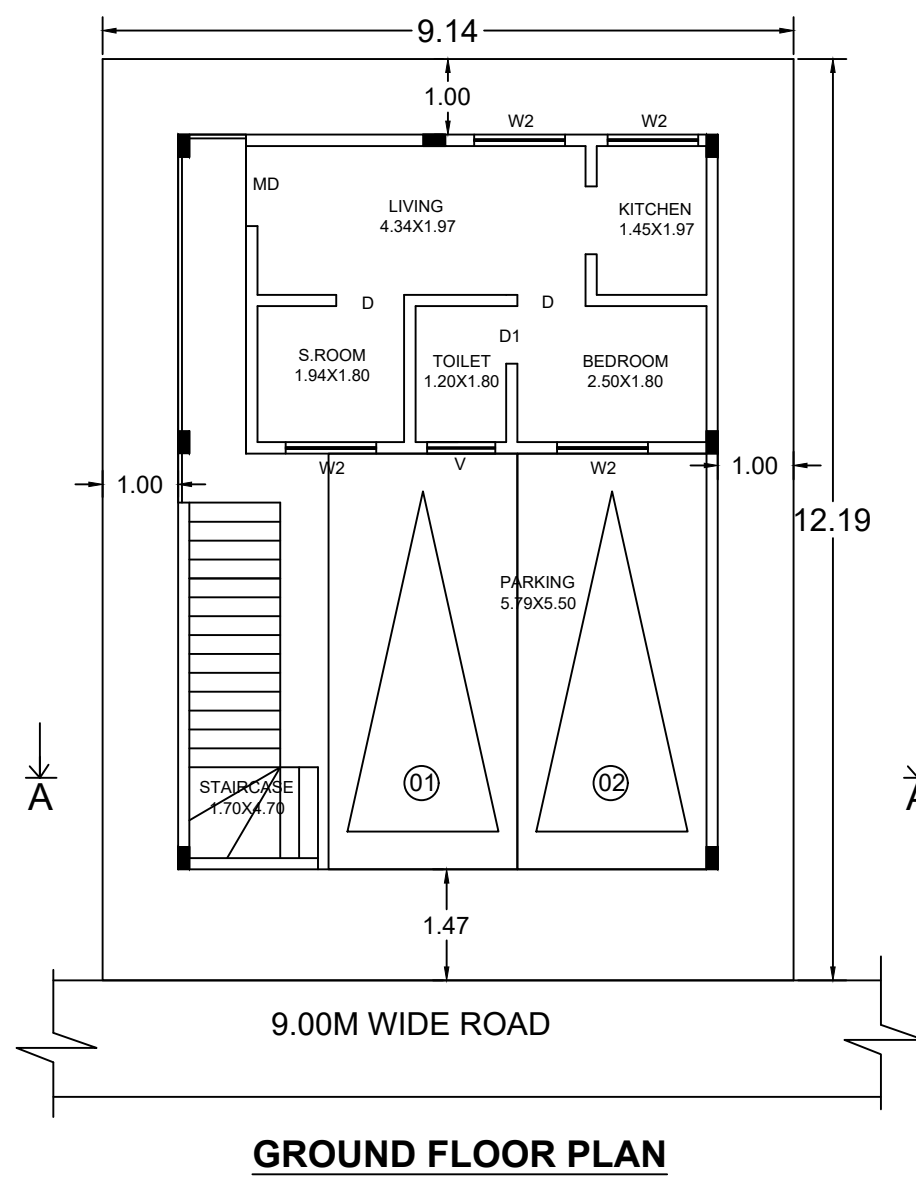 9.14
1.00
W2
W2
MD
LIVING
4.34X1.97
KITCHEN
1.45X1.97
D
D
D1
S.ROOM
1.94X1.80
TOILET
1.20X1.80
BEDROOM
2.50X1.80
W2
V
W2
1.00
1.00
12.19
PARKING
5.79X5.50
STAIRCASE
1.70X4.70
01
02
A
A
1.47
9.00M WIDE ROAD
GROUND FLOOR PLAN